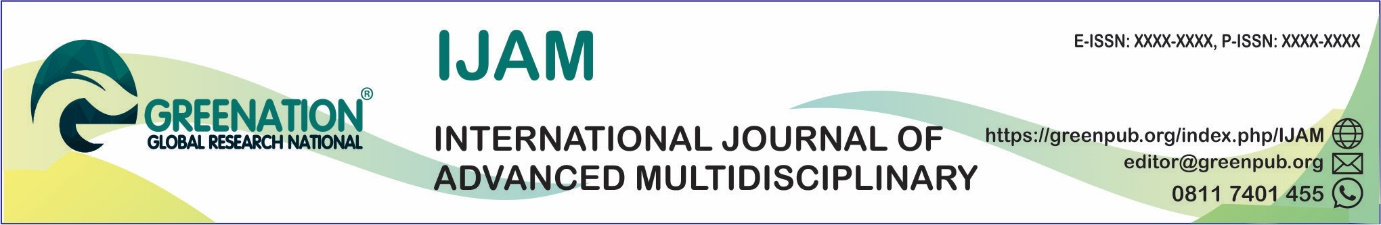 GREENATION®
GLOBAL RESEARCH NATIONAL
IJAM
INTERNATIONAL JOURNAL OF
ADVANCED MULTIDISCIPLINARY
E-ISSN: XXXX-XXXX, P-ISSN: XXXX-XXXX
https://greenpub.org/index.php/IJAM
editor@greenpub.org
0811 7401 455